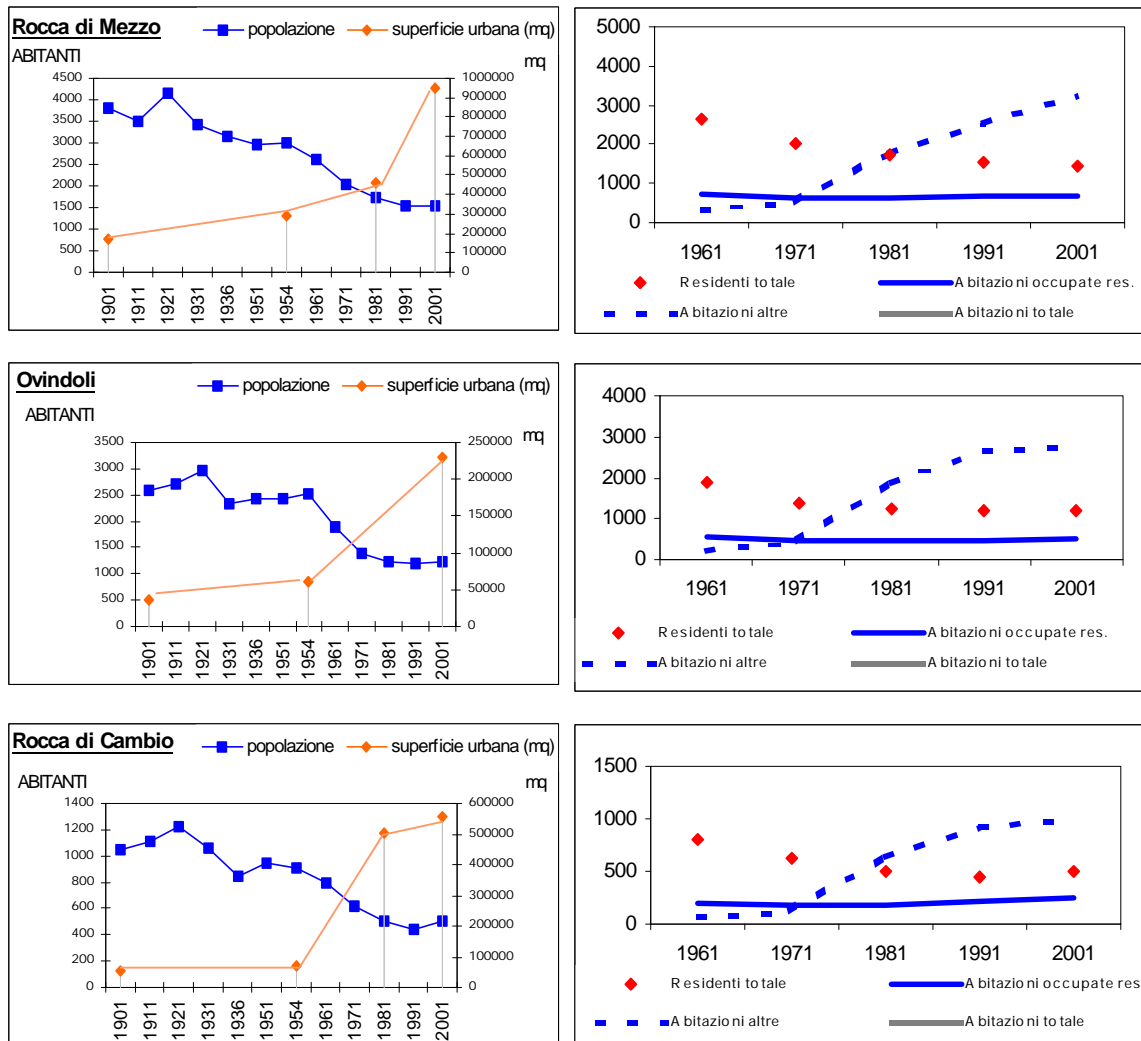 Rocca di Mezzo
popolazione
superficie urbana (mq)
ABITANTI
mq
4500
4000
3500
3000
2500
2000
1500
1000
500
0
1000000
900000
800000
700000
600000
500000
400000
300000
200000
100000
0
1901 1911 1921 1931 1936 1951 1954 1961 1971 1981 1991 2001
5000
4000
3000
2000
1000
0
1961 1971 1981 1991 2001
Residenti totale
Abitazioni occupate res.
Abitazioni altre
Abitazioni totale
Ovindoli
popolazione
superficie urbana (mq)
ABITANTI
mq
3500
3000
2500
2000
1500
1000
500
0
250000
200000
150000
100000
50000
0
1901 1911 1921 1931 1936 1951 1954 1961 1971 1981 1991 2001
4000
3000
2000
1000
0
1961 1971 1981 1991 2001
Residenti totale
Abitazioni occupate res.
Abitazioni altre
Abitazioni totale
Rocca di Cambio
popolazione
superficie urbana (mq)
ABITANTI
mq
1400
1200
1000
800
600
400
200
0
600000
500000
400000
300000
200000
100000
0
1901 1911 1921 1931 1936 1951 1954 1961 1971 1981 1991 2001
1500
1000
500
0
1961 1971 1981 1991 2001
Residenti totale
Abitazioni occupate res.
Abitazioni altre
Abitazioni totale